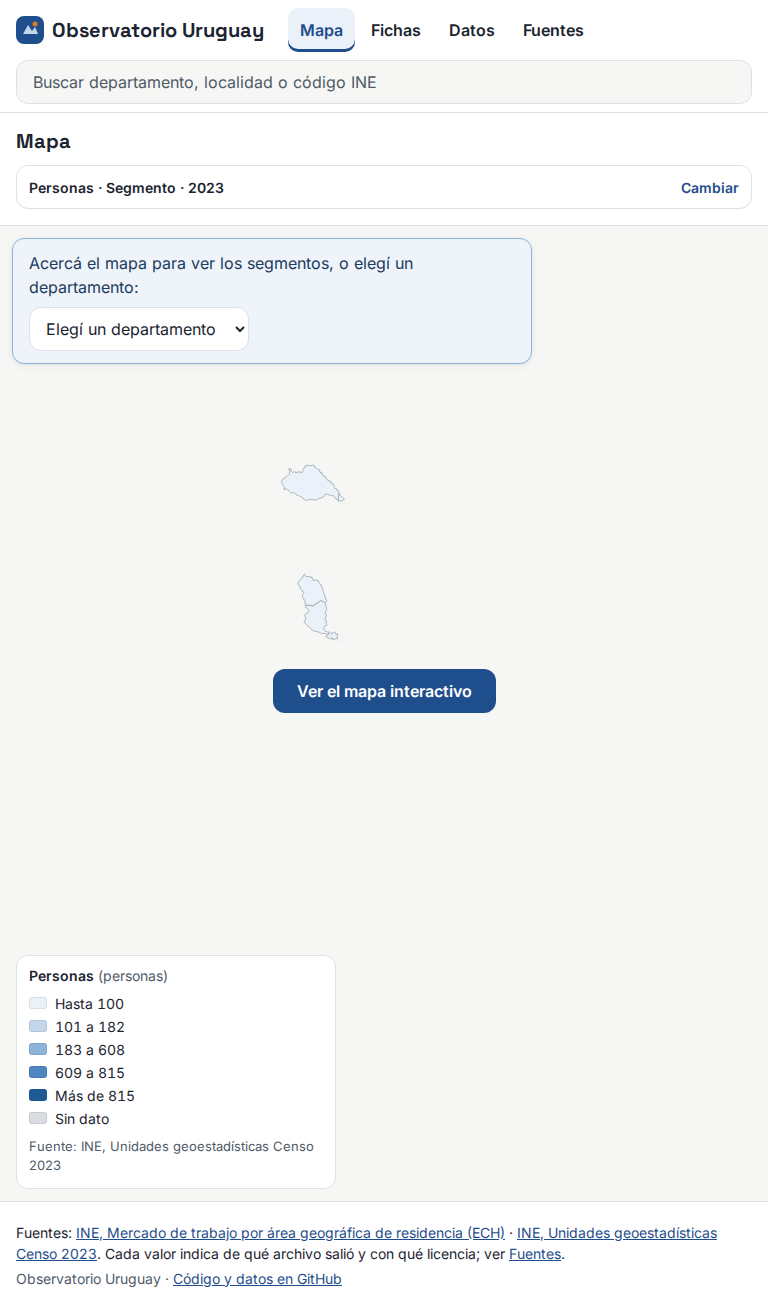 Observatorio Uruguay
Mapa
Fichas
Datos
Fuentes
Buscar departamento, localidad o código INE
Mapa
Personas · Segmento · 2023
Cambiar
Acercá el mapa para ver los segmentos, o elegí un
departamento:
Elegí un departamento
Ver el mapa interactivo
Personas (personas)
Hasta 100
101 a 182
183 a 608
609 a 815
Más de 815
Sin dato
Fuente: INE, Unidades geoestadísticas Censo
2023
Fuentes: INE, Mercado de trabajo por área geográfica de residencia (ECH) · INE, Unidades geoestadísticas
Censo 2023. Cada valor indica de qué archivo salió y con qué licencia; ver Fuentes.
Observatorio Uruguay · Código y datos en GitHub